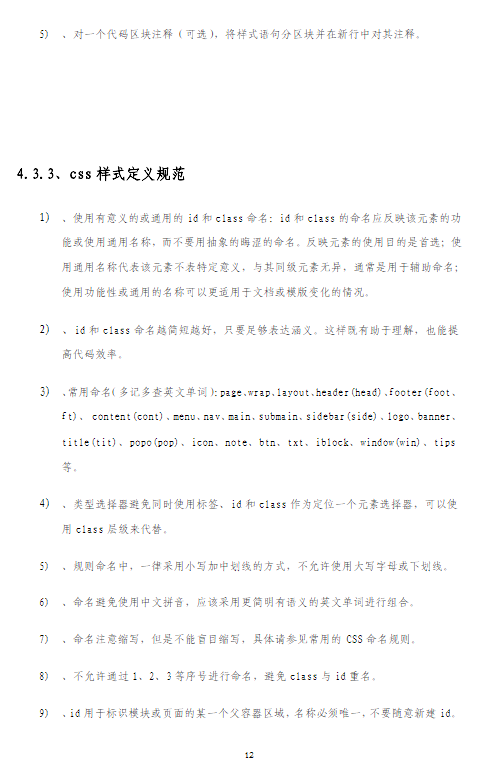 5) 、对一个代码区块注释（可选），将样式语句分区块并在新行中对其注释。
4.3.3、css 样式定义规范
1) 、使用有意义的或通用的 id 和 class 命名：id 和 class 的命名应反映该元素的功
能或使用通用名称，而不要用抽象的晦涩的命名。反映元素的使用目的是首选；使
用通用名称代表该元素不表特定意义，与其同级元素无异，通常是用于辅助命名；
使用功能性或通用的名称可以更适用于文档或模版变化的情况。
2) 、id 和 class 命名越简短越好，只要足够表达涵义。这样既有助于理解，也能提
高代码效率。
3) 、常用命名（多记多查英文单词）：page、wrap、layout、header(head)、footer(foot、
ft)、 content(cont)、menu、nav、main、submain、sidebar(side)、logo、banner、
title(tit)、popo(pop)、icon、note、btn、txt、iblock、window(win)、tips
等。
4) 、类型选择器避免同时使用标签、id 和 class 作为定位一个元素选择器，可以使
用 class 层级来代替。
5) 、规则命名中，一律采用小写加中划线的方式，不允许使用大写字母或下划线。
6) 、命名避免使用中文拼音，应该采用更简明有语义的英文单词进行组合。
7) 、命名注意缩写，但是不能盲目缩写，具体请参见常用的 CSS 命名规则。
8) 、不允许通过 1、2、3 等序号进行命名，避免 class 与 id 重名。
9) 、id 用于标识模块或页面的某一个父容器区域，名称必须唯一，不要随意新建 id。
12